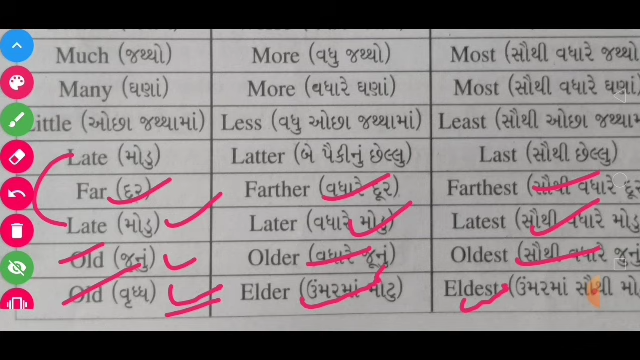 Much (જથ્થો) More (વધુ જથ્થો) Most (સૌથી વધારે જથ્થો
Many (ઘણાં) More (વધારે ઘણાં) Most (સૌથી વધારે ઘણાં
Little (ઓછા જથ્થામાં) Less (વધુ ઓછા જથ્થામાં) Least (સૌથી ઓછા જથ્થામ
Late (મોડુ) Latter (બે પૈકીનું છેલ્લુ) Last (સૌથી છેલ્લુ)
Far (દૂર) Farther (વધારે દૂર) Farthest (સૌથી વધારે દૂર
Late (મોડુ) Later (વધારે મોડુ) Latest (સૌથી વધારે મોડુ
Old (જૂનું) Older (વધારે જૂનું) Oldest (સૌથી વધારે જૂનુ
Old (વૃધ્ધ) Elder (ઉંમરમાં મોટુ) Eldest (ઉંમરમાં સૌથી મો